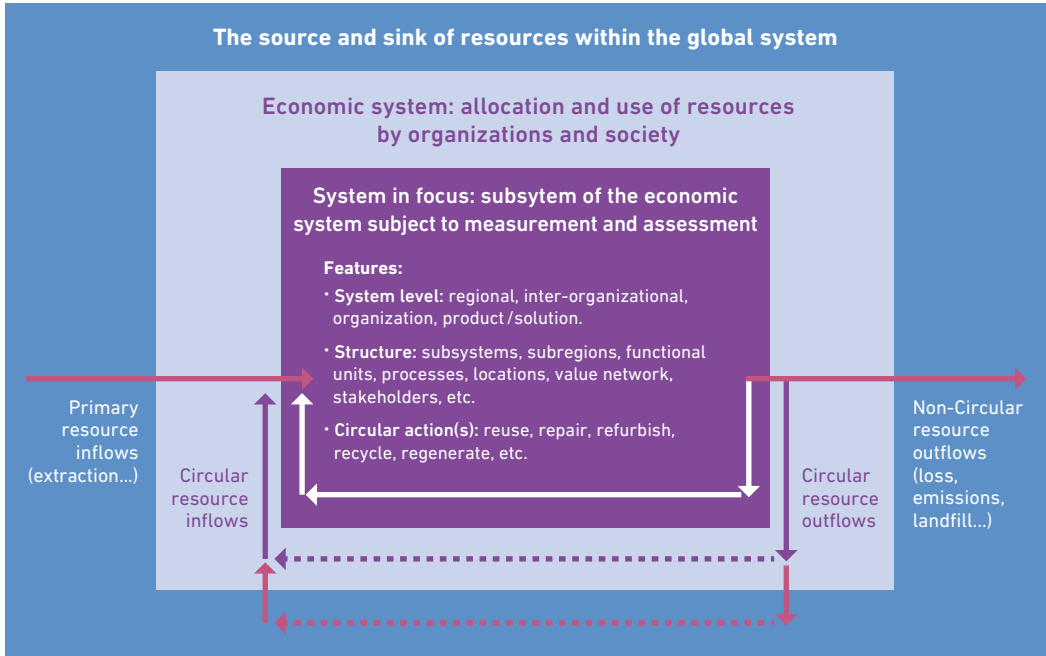 The source and sink of resources within the global system
Economic system: allocation and use of resources
by organizations and society
System in focus: subsytem of the economic
system subject to measurement and assessment
Features:
· System level: regional, inter-organizational,
organization, product/solution.
· Structure: subsystems, subregions, functional
units, processes, locations, value network,
stakeholders, etc.
· Circular action(s): reuse, repair, refurbish,
recycle, regenerate, etc.
Primary
resource
inflows
(extraction...)
Circular
resource
inflows
Circular
resource
outflows
Non-Circular
resource
outflows
(loss,
emissions,
landfill...)